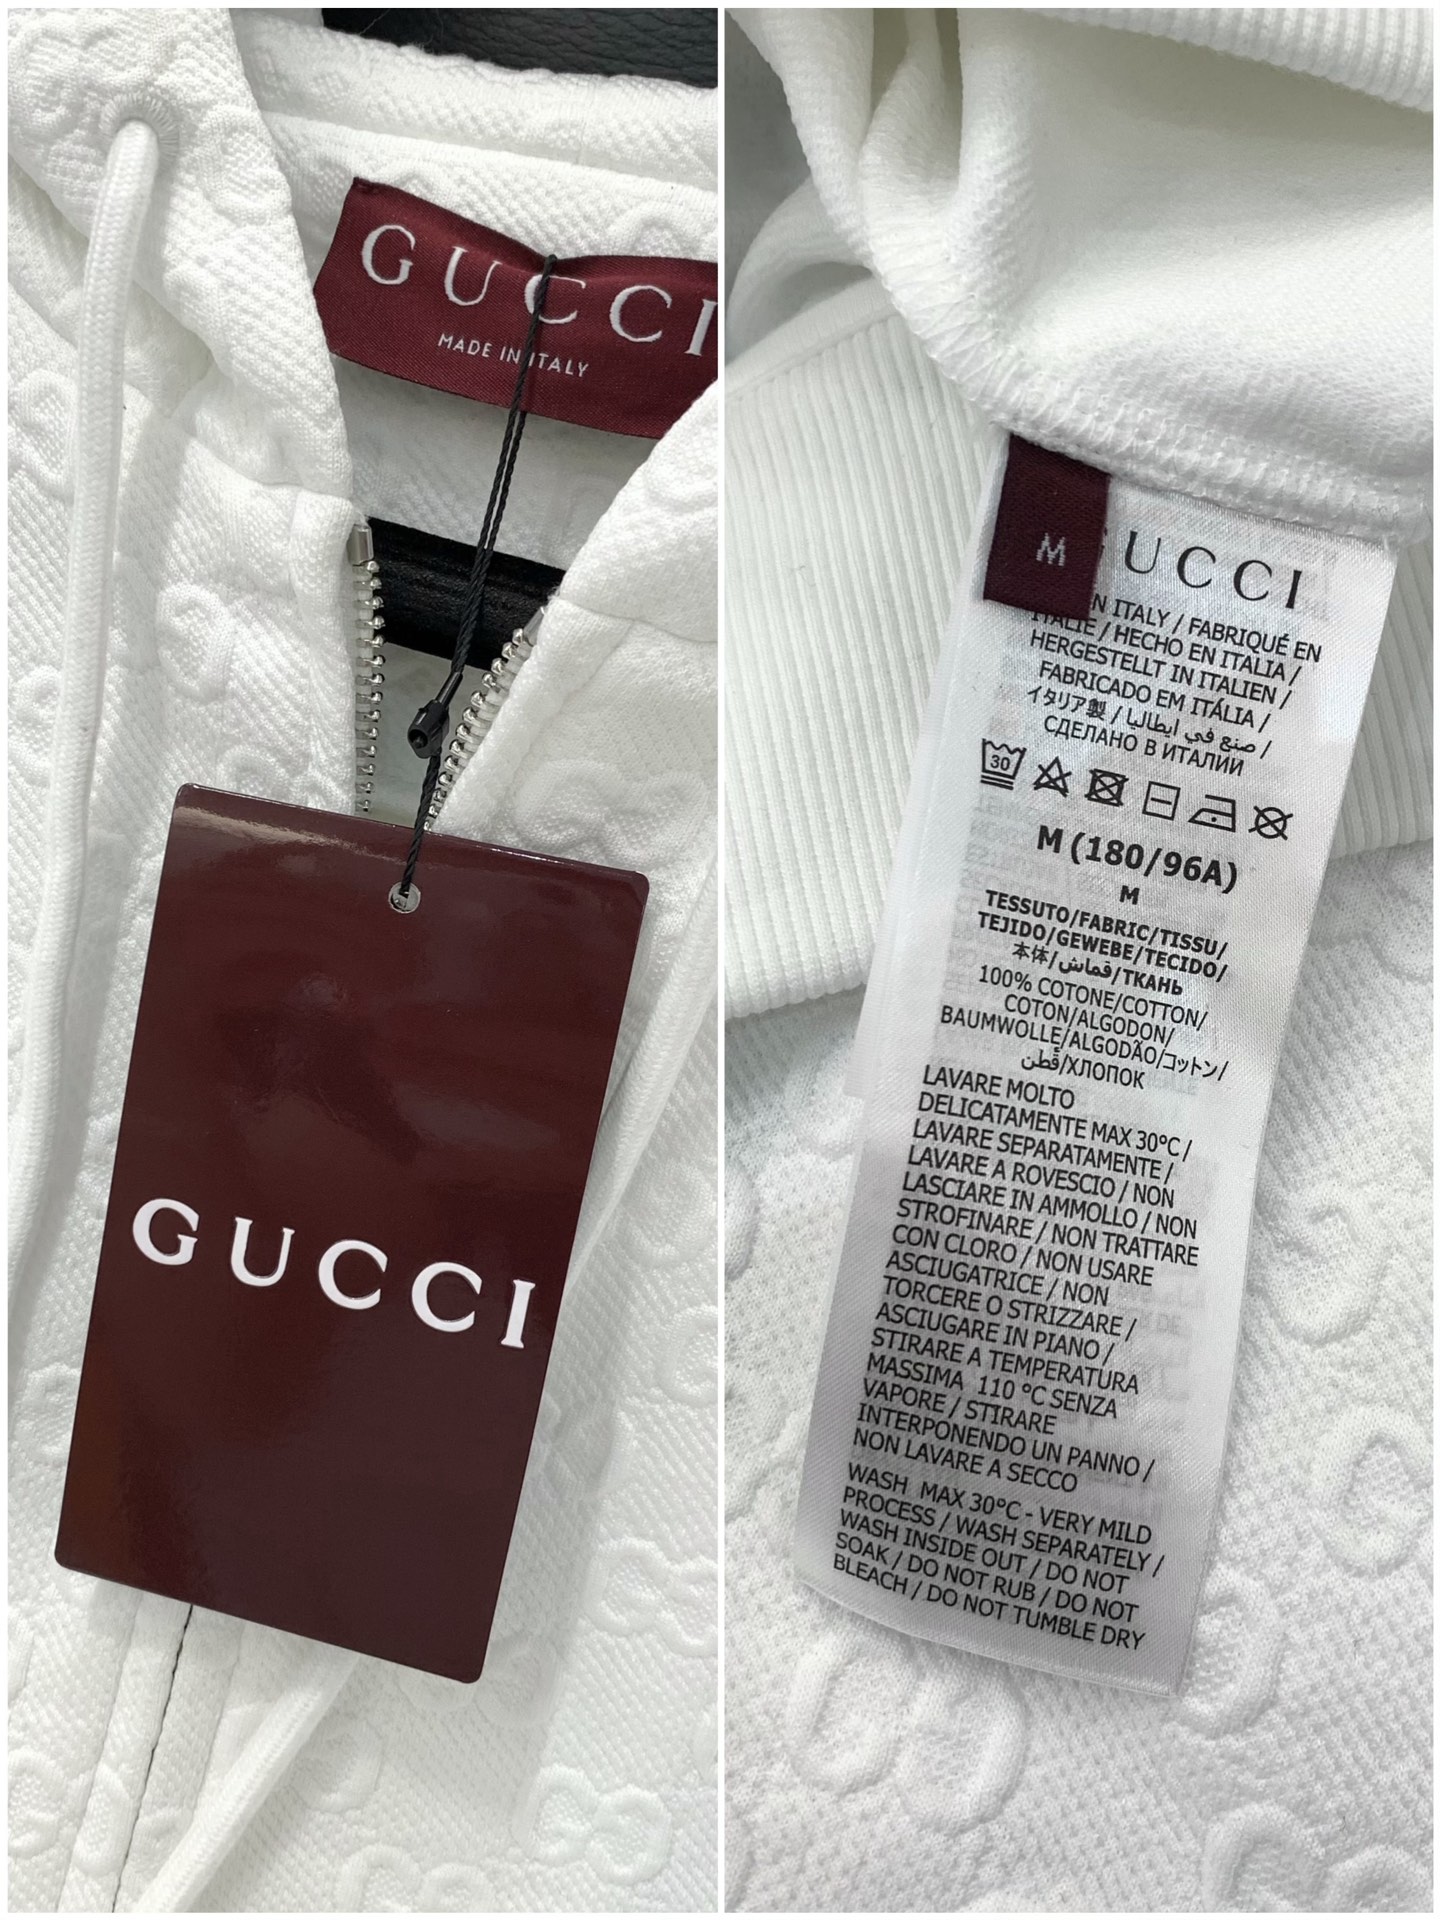 GUCCI
MADE IN ITALY
GUCCI
M
UCCI
N ITALY / FABRIQUÉ EN
ITALIE / HECHO EN ITALIA /
HERGESTELLT IN ITALIEN /
FABRICADO EM ITÁLIA /
イタリア製 / صنع في ايطاليا /
СДЕЛАНО В ИТАЛИИ
30
M (180/96A)
M
TESSUTO/FABRIC/TISSU/
TEJIDO/GEWEBE/TECIDO/
本体/قماش/ТКАНЬ
100% COTONE/COTTON/
COTON/ALGODON/
BAUMWOLLE/ALGODÃO/コットン/
قطن/ХЛОПОК
LAVARE MOLTO
DELICATAMENTE MAX 30°C /
LAVARE SEPARATAMENTE /
LAVARE A ROVESCIO / NON
LASCIARE IN AMMOLLO / NON
STROFINARE / NON TRATTARE
CON CLORO / NON USARE
ASCIUGATRICE / NON
TORCERE O STRIZZARE /
ASCIUGARE IN PIANO /
STIRARE A TEMPERATURA
MASSIMA 110 °C SENZA
VAPORE / STIRARE
INTERPONENDO UN PANNO /
NON LAVARE A SECCO
WASH MAX 30°C - VERY MILD
PROCESS / WASH SEPARATELY /
WASH INSIDE OUT / DO NOT
SOAK / DO NOT RUB / DO NOT
BLEACH / DO NOT TUMBLE DRY